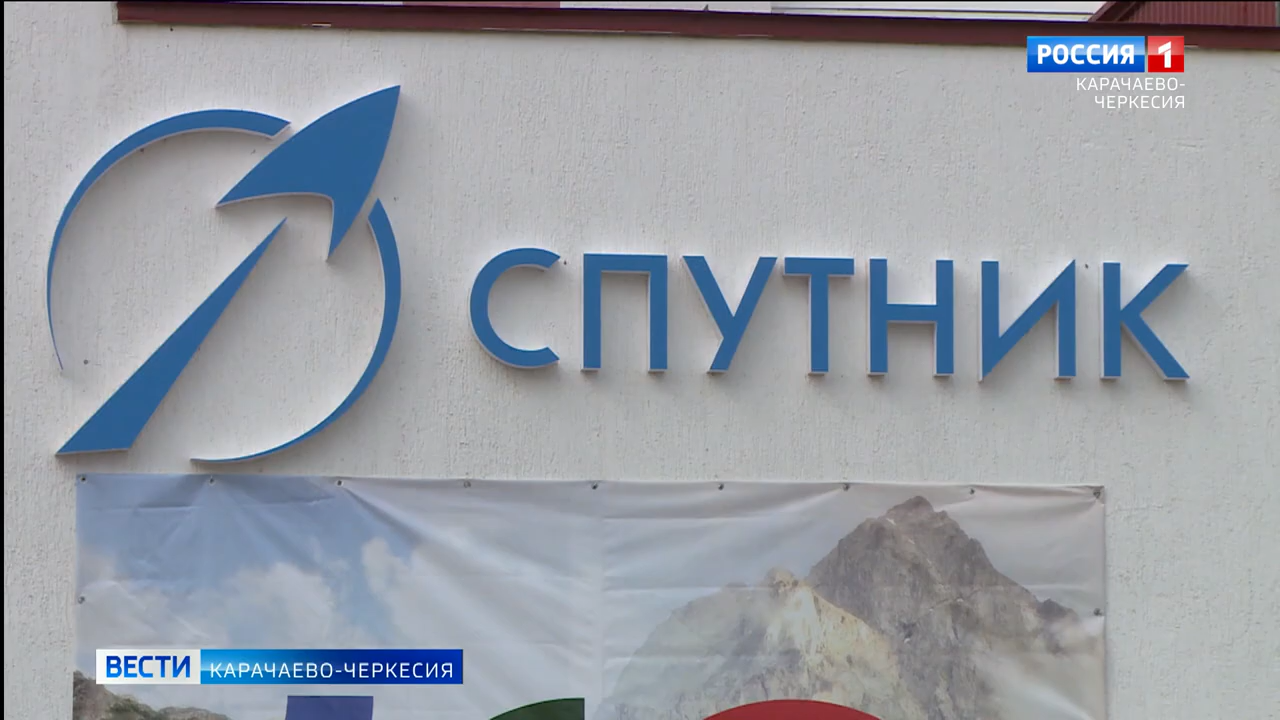 РОССИЯ 1
КАРАЧАЕВО-
ЧЕРКЕСИЯ
СПУТНИК
ВЕСТИ КАРАЧАЕВО-ЧЕРКЕСИЯ